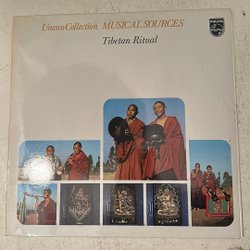 Unesco Collection MUSICAL SOURCES
Tibetan Ritual
PHILIPS